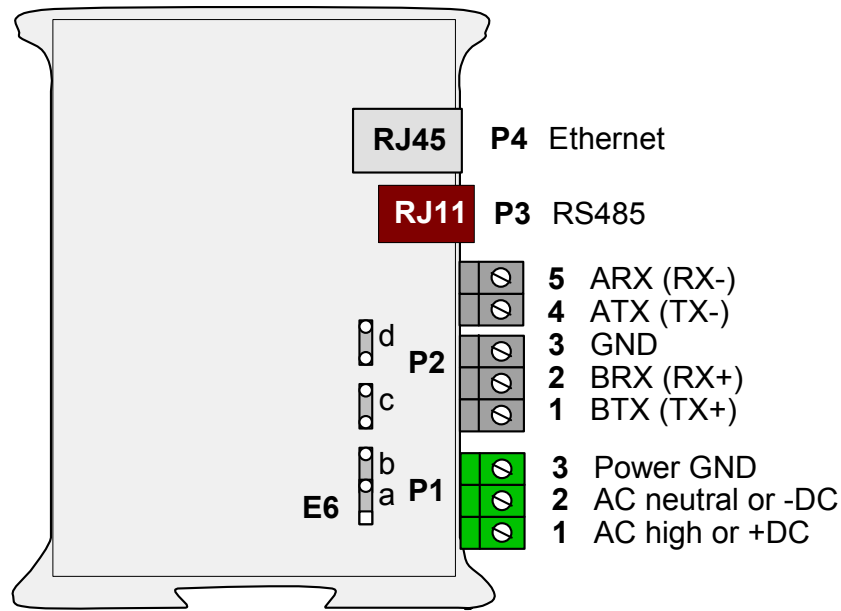 RJ45 P4 Ethernet
RJ11 P3 RS485
5 ARX (RX-)
4 ATX (TX-)
d
P2
3 GND
2 BRX (RX+)
c
1 BTX (TX+)
b
3 Power GND
E6 a P1
2 AC neutral or -DC
1 AC high or +DC